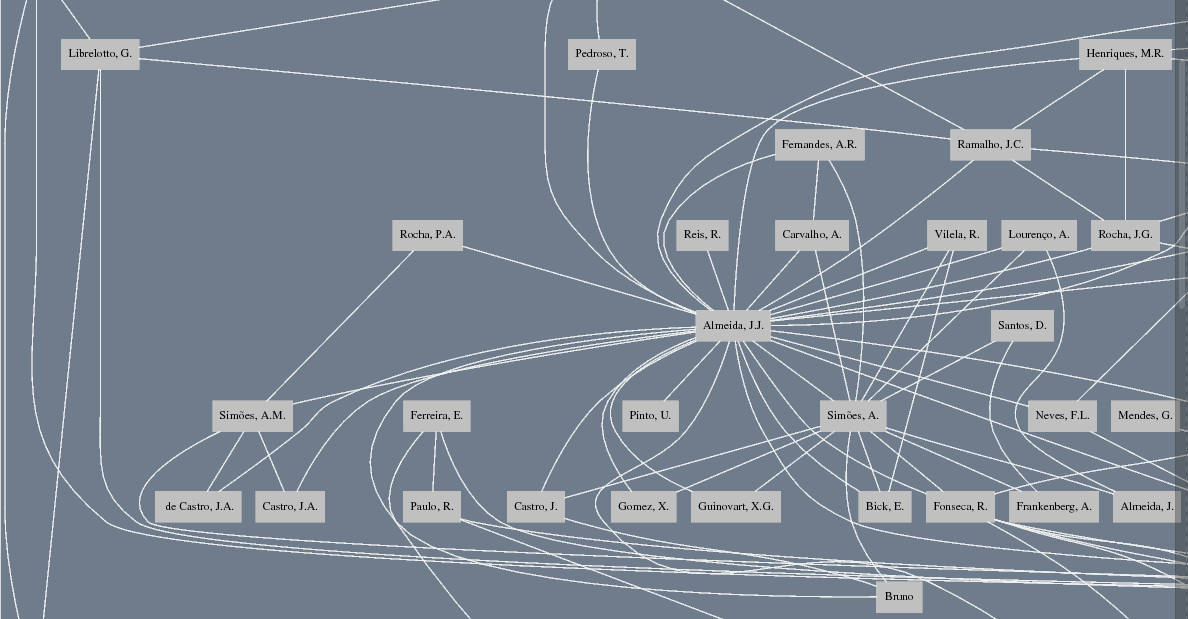 Librelotto, G.
Pedroso, T.
Henriques, M.R.
Fernandes, A.R.
Ramalho, J.C.
Rocha, P.A.
Reis, R.
Carvalho, A.
Vilela, R.
Lourenço, A.
Rocha, J.G.
Almeida, J.J.
Santos, D.
Simões, A.M.
Ferreira, E.
Pinto, U.
Simões, A.
Neves, F.L.
Mendes, G.
de Castro, J.A.
Castro, J.A.
Paulo, R.
Castro, J.
Gomez, X.
Guinovart, X.G.
Bick, E.
Fonseca, R.
Frankenberg, A.
Almeida, J.
Bruno